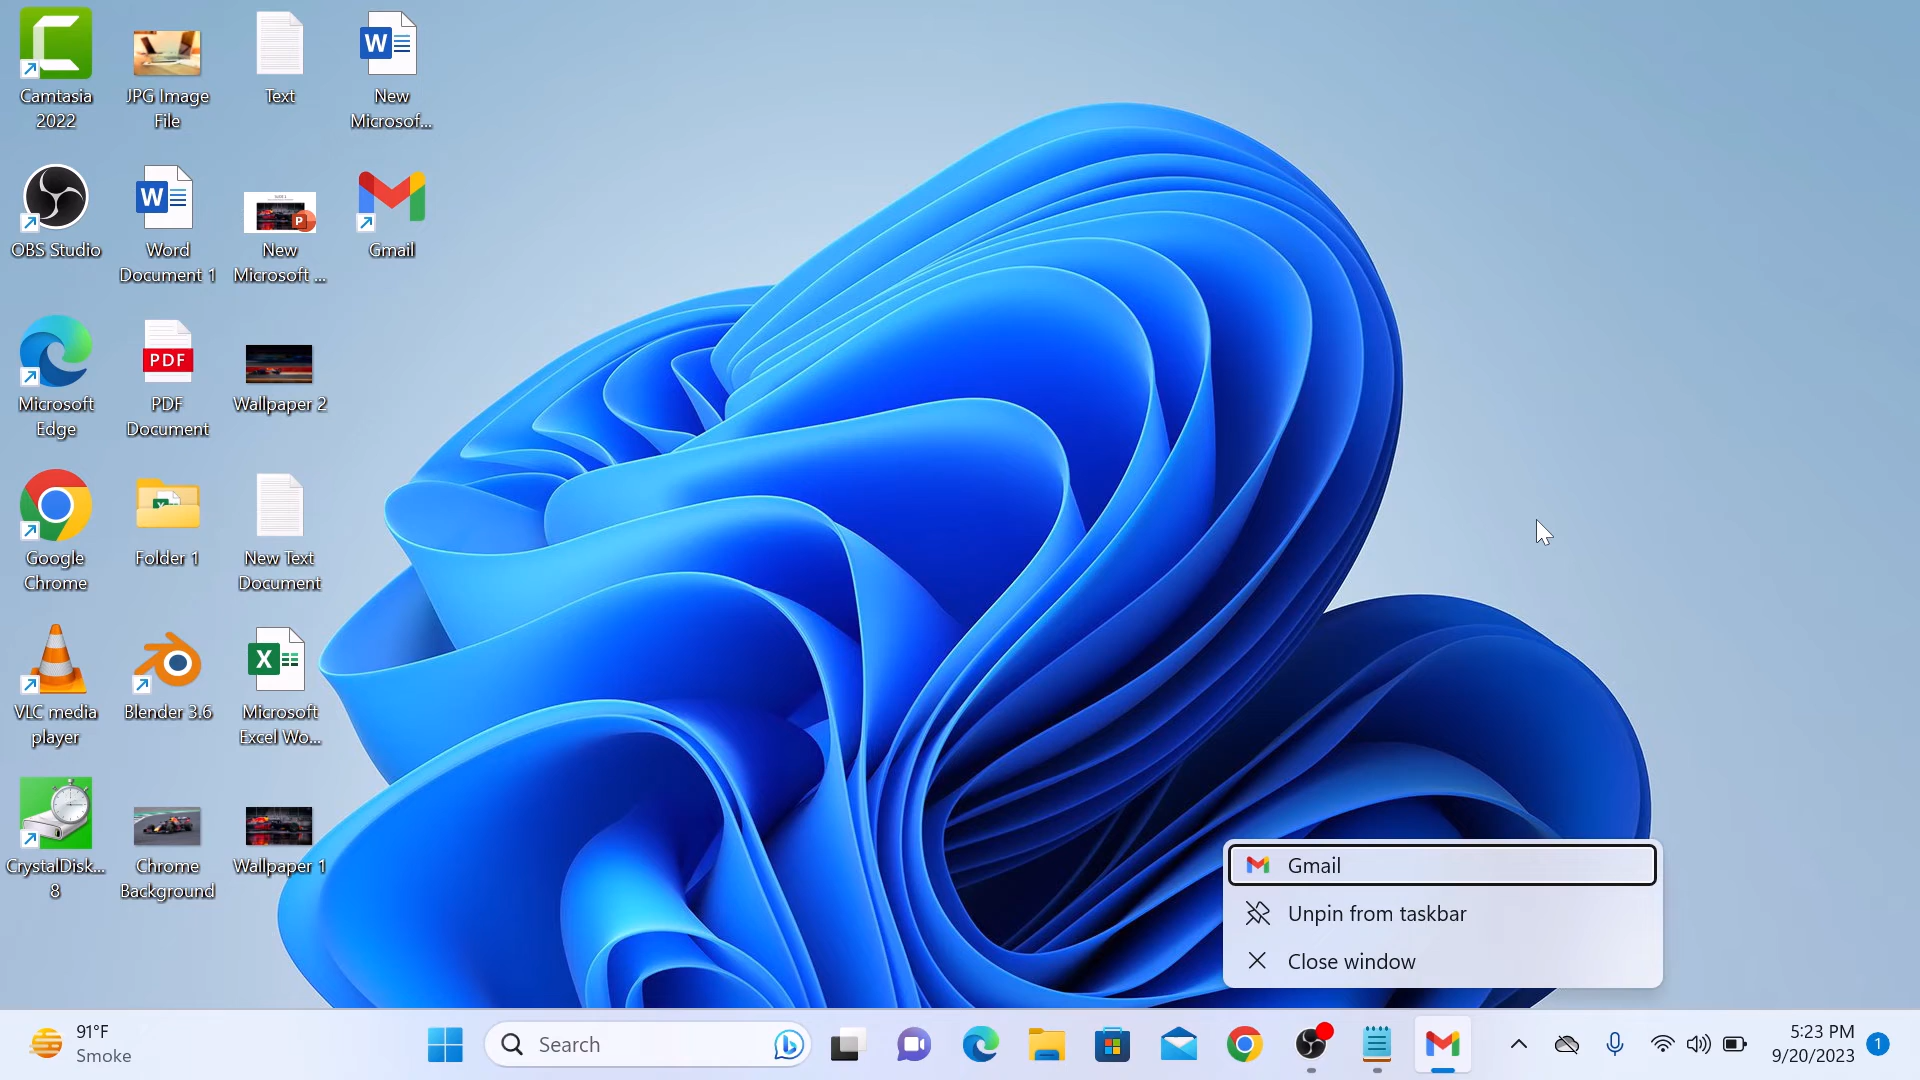 Camtasia
2022
JPG Image
File
Text
New
Microsof...
OBS Studio
Word
Document 1
New
Microsoft ...
Gmail
Microsoft
Edge
PDF
PDF
Document
Wallpaper 2
Google
Chrome
Folder 1
New Text
Document
VLC media
player
Blender 3.6
Microsoft
Excel Wo...
CrystalDisk...
8
Chrome
Background
Wallpaper 1
Gmail
Unpin from taskbar
Close window
91°F
Smoke
Search
5:23 PM
9/20/2023
1